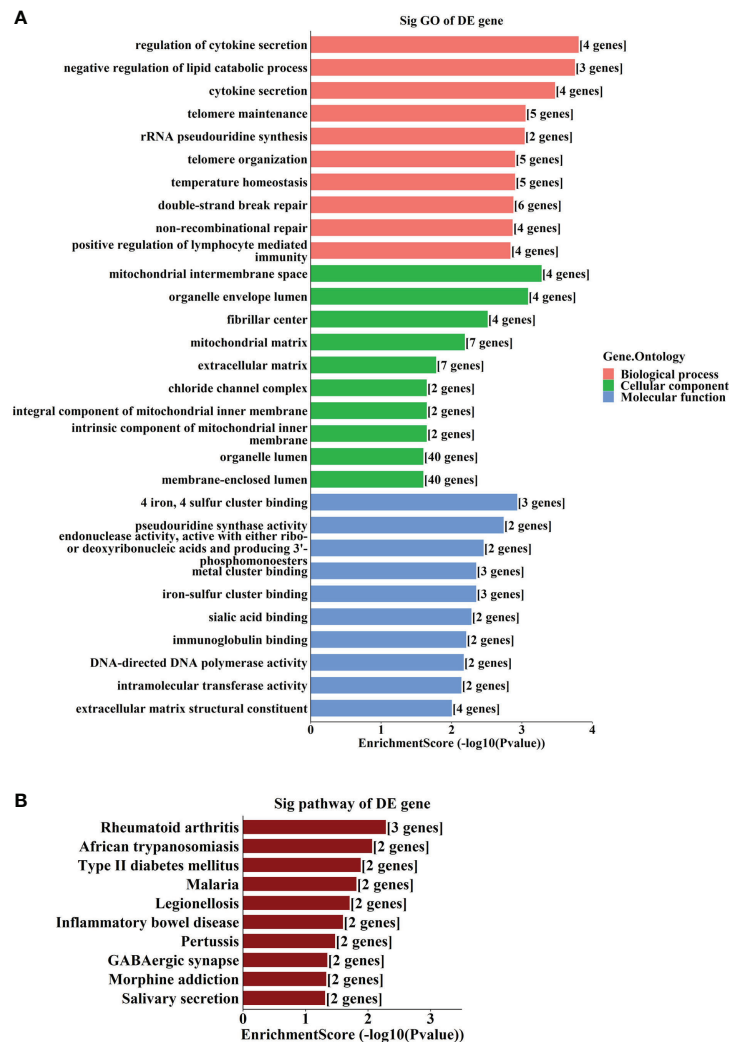 A
Sig GO of DE gene
regulation of cytokine secretion [4 genes]
negative regulation of lipid catabolic process [3 genes]
cytokine secretion [4 genes]
telomere maintenance [5 genes]
rRNA pseudouridine synthesis [2 genes]
telomere organization [5 genes]
temperature homeostasis [5 genes]
double-strand break repair [6 genes]
non-recombinational repair [4 genes]
positive regulation of lymphocyte mediated
immunity [4 genes]
mitochondrial intermembrane space [4 genes]
organelle envelope lumen [4 genes]
fibrillar center [4 genes]
mitochondrial matrix [7 genes]
extracellular matrix [7 genes]
chloride channel complex [2 genes]
integral component of mitochondrial inner membrane [2 genes]
intrinsic component of mitochondrial inner
membrane [2 genes]
organelle lumen [40 genes]
membrane-enclosed lumen [40 genes]
4 iron, 4 sulfur cluster binding [3 genes]
pseudouridine synthase activity [2 genes]
endonuclease activity, active with either ribo-
or deoxyribonucleic acids and producing 3'- [2 genes]
phosphomonoesters
metal cluster binding [3 genes]
iron-sulfur cluster binding [3 genes]
sialic acid binding [2 genes]
immunoglobulin binding [2 genes]
DNA-directed DNA polymerase activity [2 genes]
intramolecular transferase activity [2 genes]
extracellular matrix structural constituent [4 genes]
0 1 2 3 4
EnrichmentScore (-log10(Pvalue))
Gene.Ontology
Biological process
Cellular component
Molecular function
B
Sig pathway of DE gene
Rheumatoid arthritis [3 genes]
African trypanosomiasis [2 genes]
Type II diabetes mellitus [2 genes]
Malaria [2 genes]
Legionellosis [2 genes]
Inflammatory bowel disease [2 genes]
Pertussis [2 genes]
GABAergic synapse [2 genes]
Morphine addiction [2 genes]
Salivary secretion [2 genes]
0 1 2 3
EnrichmentScore (-log10(Pvalue))